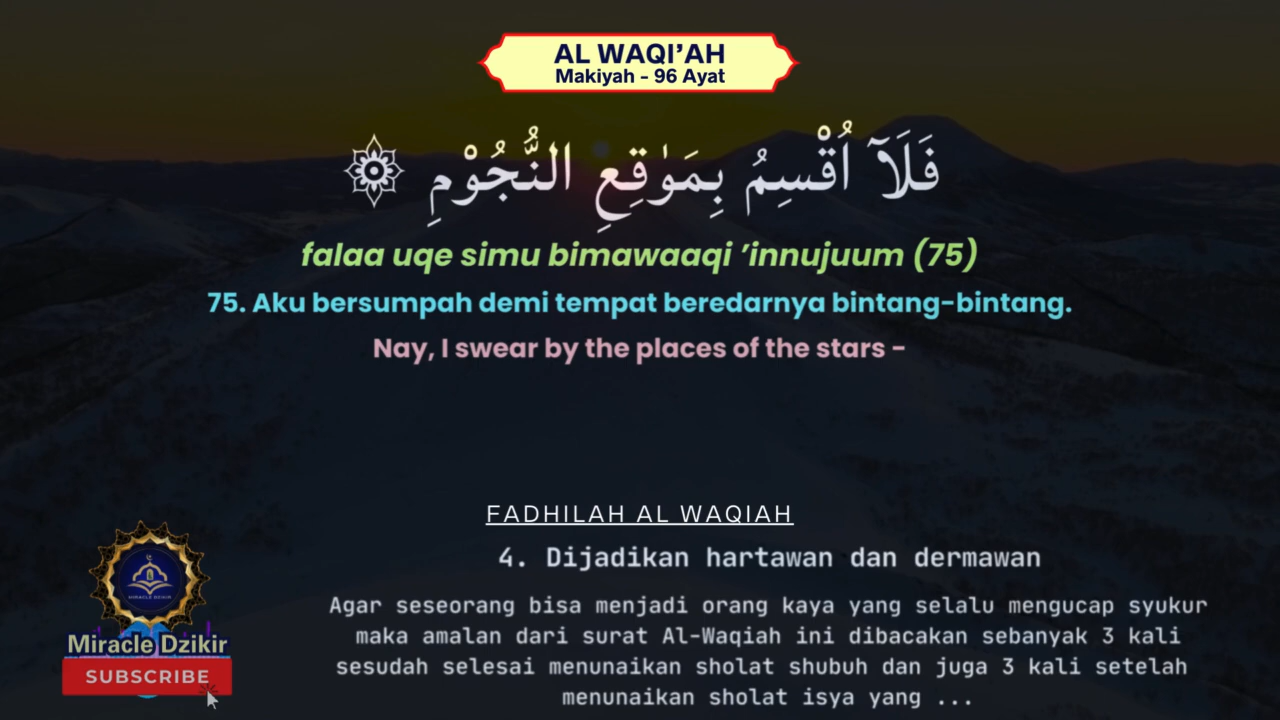 AL WAQI’AH
Makiyah - 96 Ayat
فَلَآ اُقْسِمُ بِمَوٰقِعِ النُّجُوْمِ ۞
falaa uqe simu bimawaaqi ’innujuum (75)
75. Aku bersumpah demi tempat beredarnya bintang-bintang.
Nay, I swear by the places of the stars -
FADHILAH AL WAQIAH
4. Dijadikan hartawan dan dermawan
Agar seseorang bisa menjadi orang kaya yang selalu mengucap syukur
maka amalan dari surat Al-Waqiah ini dibacakan sebanyak 3 kali
sesudah selesai menunaikan sholat shubuh dan juga 3 kali setelah
menunaikan sholat isya yang ...
MIRACLE DZIKIR
Miracle Dzikir
SUBSCRIBE